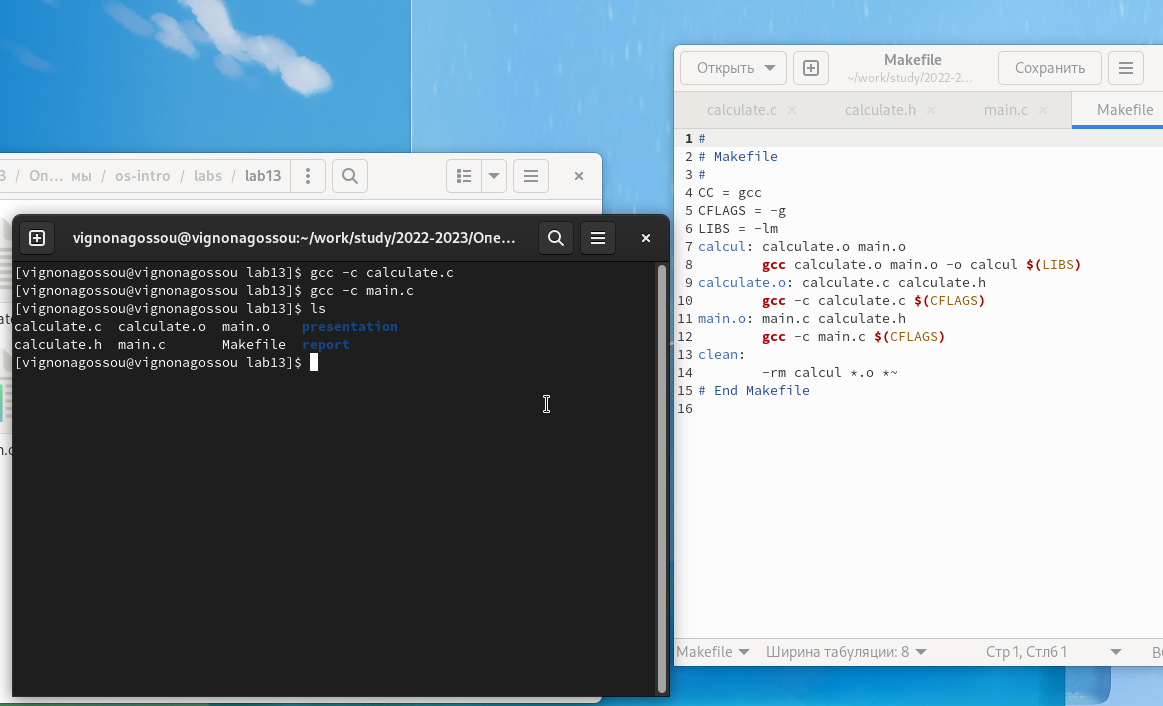 3 / Оп… мы / os-intro / labs / lab13
vignonagossou@vignonagossou:~/work/study/2022-2023/Опе…
[vignonagossou@vignonagossou lab13]$ gcc -c calculate.c
[vignonagossou@vignonagossou lab13]$ gcc -c main.c
[vignonagossou@vignonagossou lab13]$ ls
calculate.c  calculate.o  main.o    presentation
calculate.h  main.c       Makefile  report
[vignonagossou@vignonagossou lab13]$
Открыть
Makefile
~/work/study/2022-2…
Сохранить
calculate.c × calculate.h × main.c × Makefile
1 #
2 # Makefile
3 #
4 CC = gcc
5 CFLAGS = -g
6 LIBS = -lm
7 calcul: calculate.o main.o
8         gcc calculate.o main.o -o calcul $(LIBS)
9 calculate.o: calculate.c calculate.h
10         gcc -c calculate.c $(CFLAGS)
11 main.o: main.c calculate.h
12         gcc -c main.c $(CFLAGS)
13 clean:
14         -rm calcul *.o *~
15 # End Makefile
16
Makefile Ширина табуляции: 8 Стр 1, Стлб 1